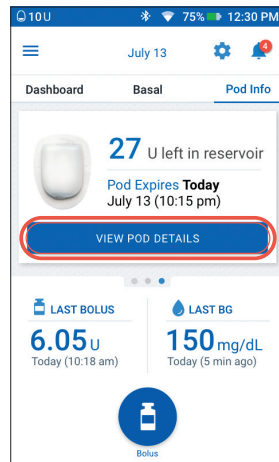 10 U 75% 12:30 PM
July 13 4
Dashboard Basal Pod Info
27 U left in reservoir
Pod Expires Today
July 13 (10:15 pm)
VIEW POD DETAILS
LAST BOLUS
6.05 U
Today (10:18 am)
LAST BG
150 mg/dL
Today (5 min ago)
Bolus